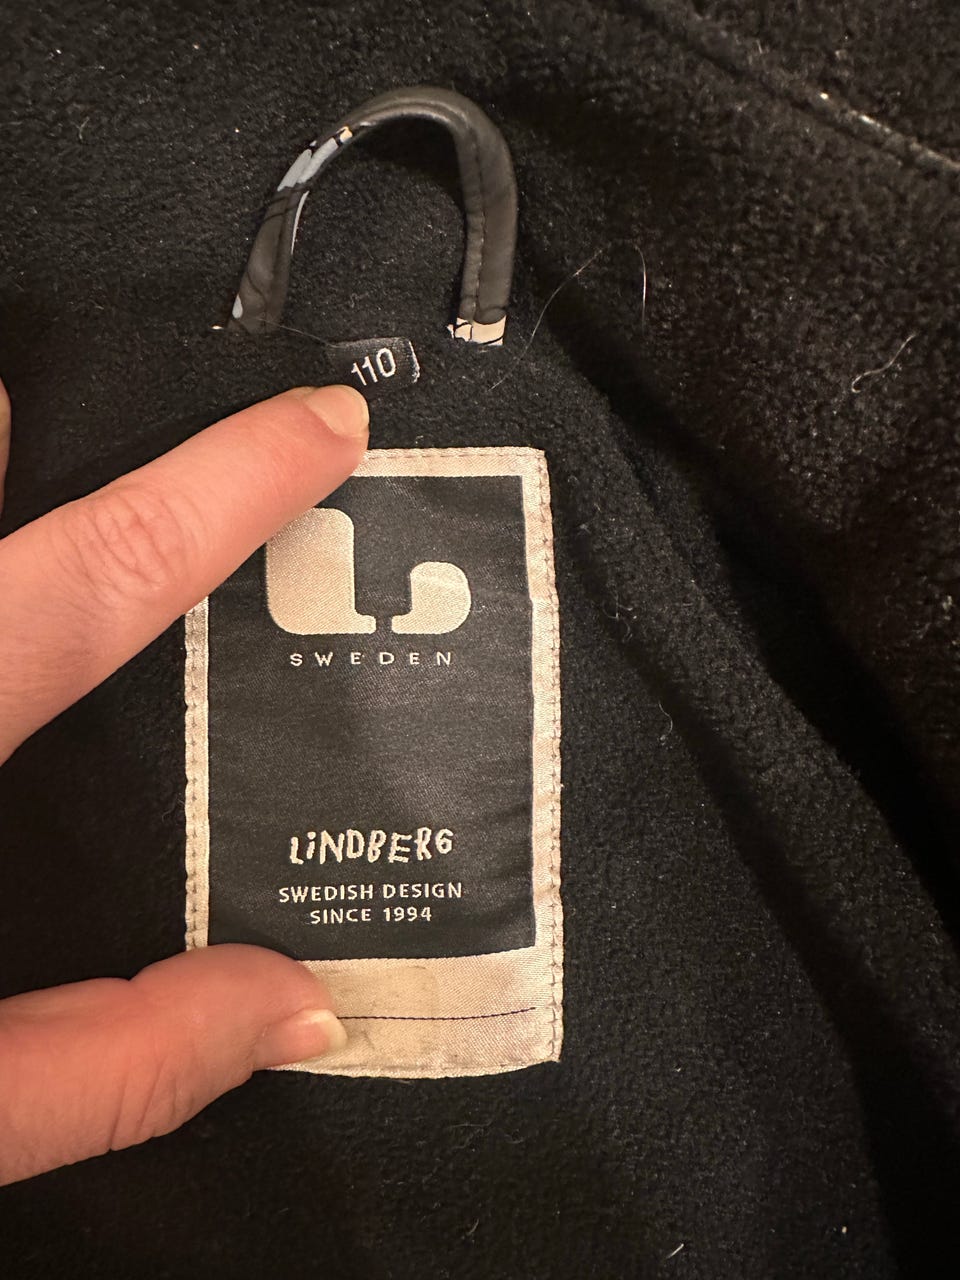 110
SWEDEN
LINDBERG
SWEDISH DESIGN
SINCE 1994